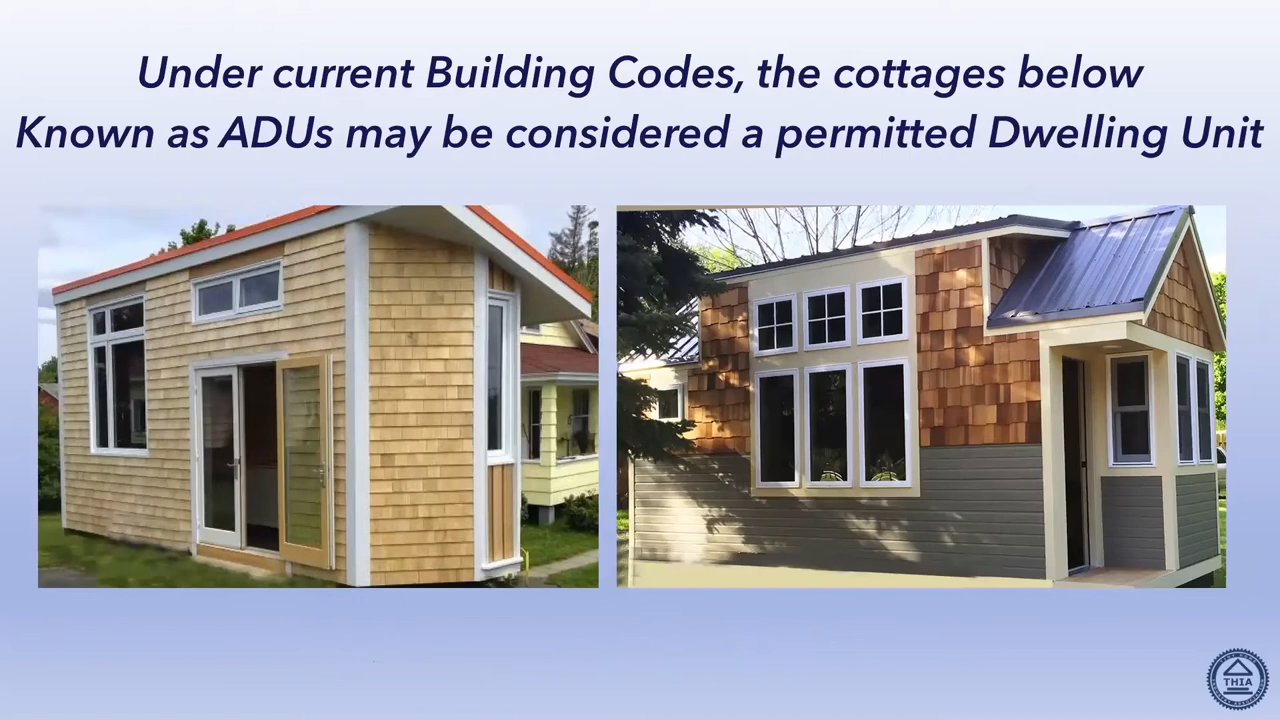 Under current Building Codes, the cottages below
Known as ADUs may be considered a permitted Dwelling Unit
THIA